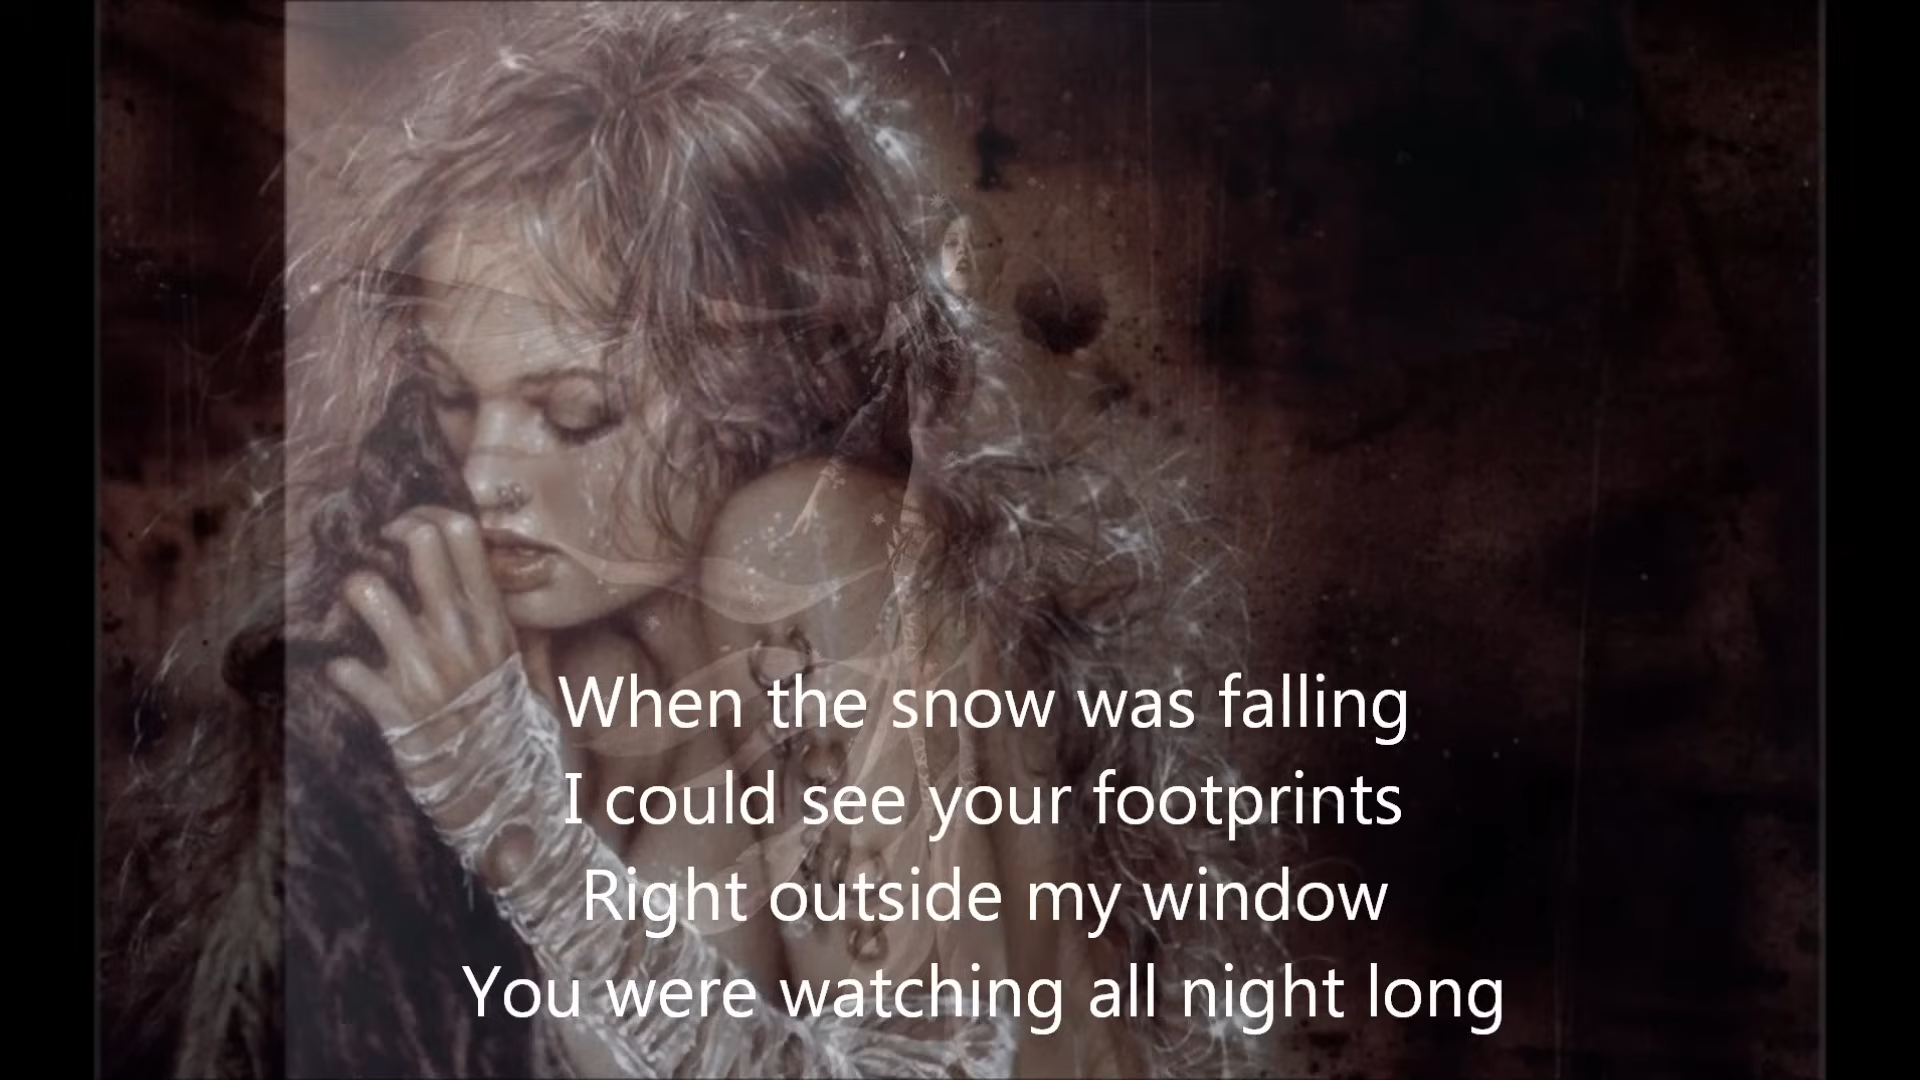 When the snow was falling
I could see your footprints
Right outside my window
You were watching all night long